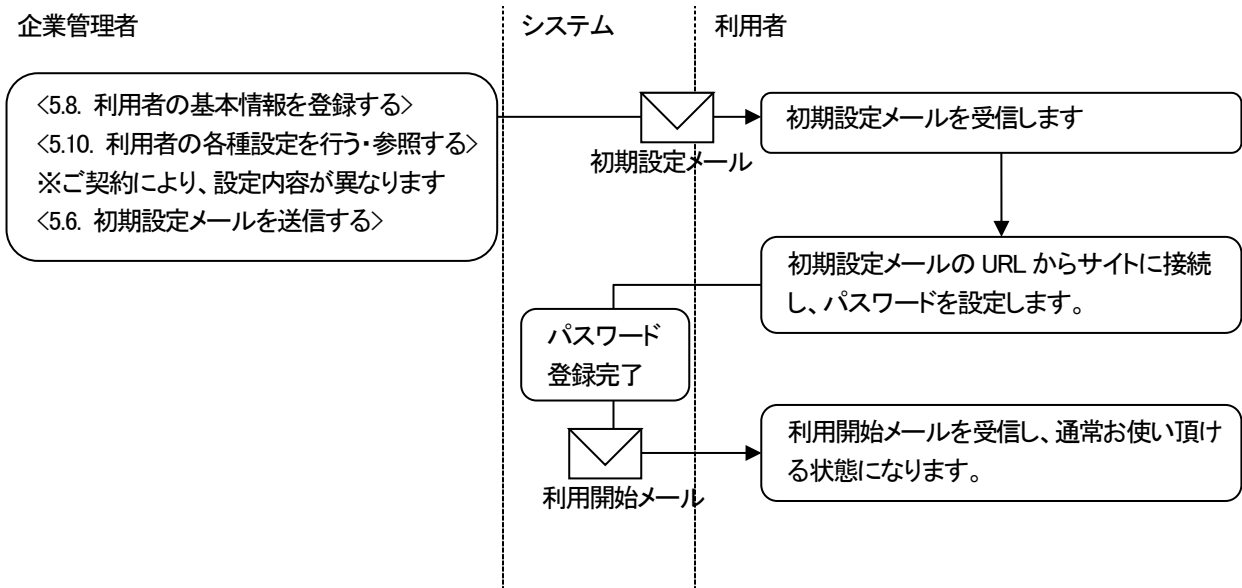 企業管理者
システム
利用者
<5.8. 利用者の基本情報を登録する>
<5.10. 利用者の各種設定を行う・参照する>
※ご契約により、設定内容が異なります
<5.6. 初期設定メールを送信する>
初期設定メール
初期設定メールを受信します
初期設定メールの URL からサイトに接続
し、パスワードを設定します。
パスワード
登録完了
利用開始メール
利用開始メールを受信し、通常お使い頂け
る状態になります。